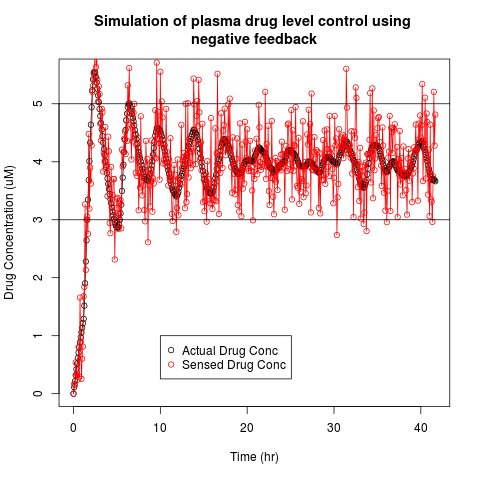 Simulation of plasma drug level control using
negative feedback
Drug Concentration (uM)
5
4
3
2
1
0
Actual Drug Conc
Sensed Drug Conc
0 10 20 30 40
Time (hr)